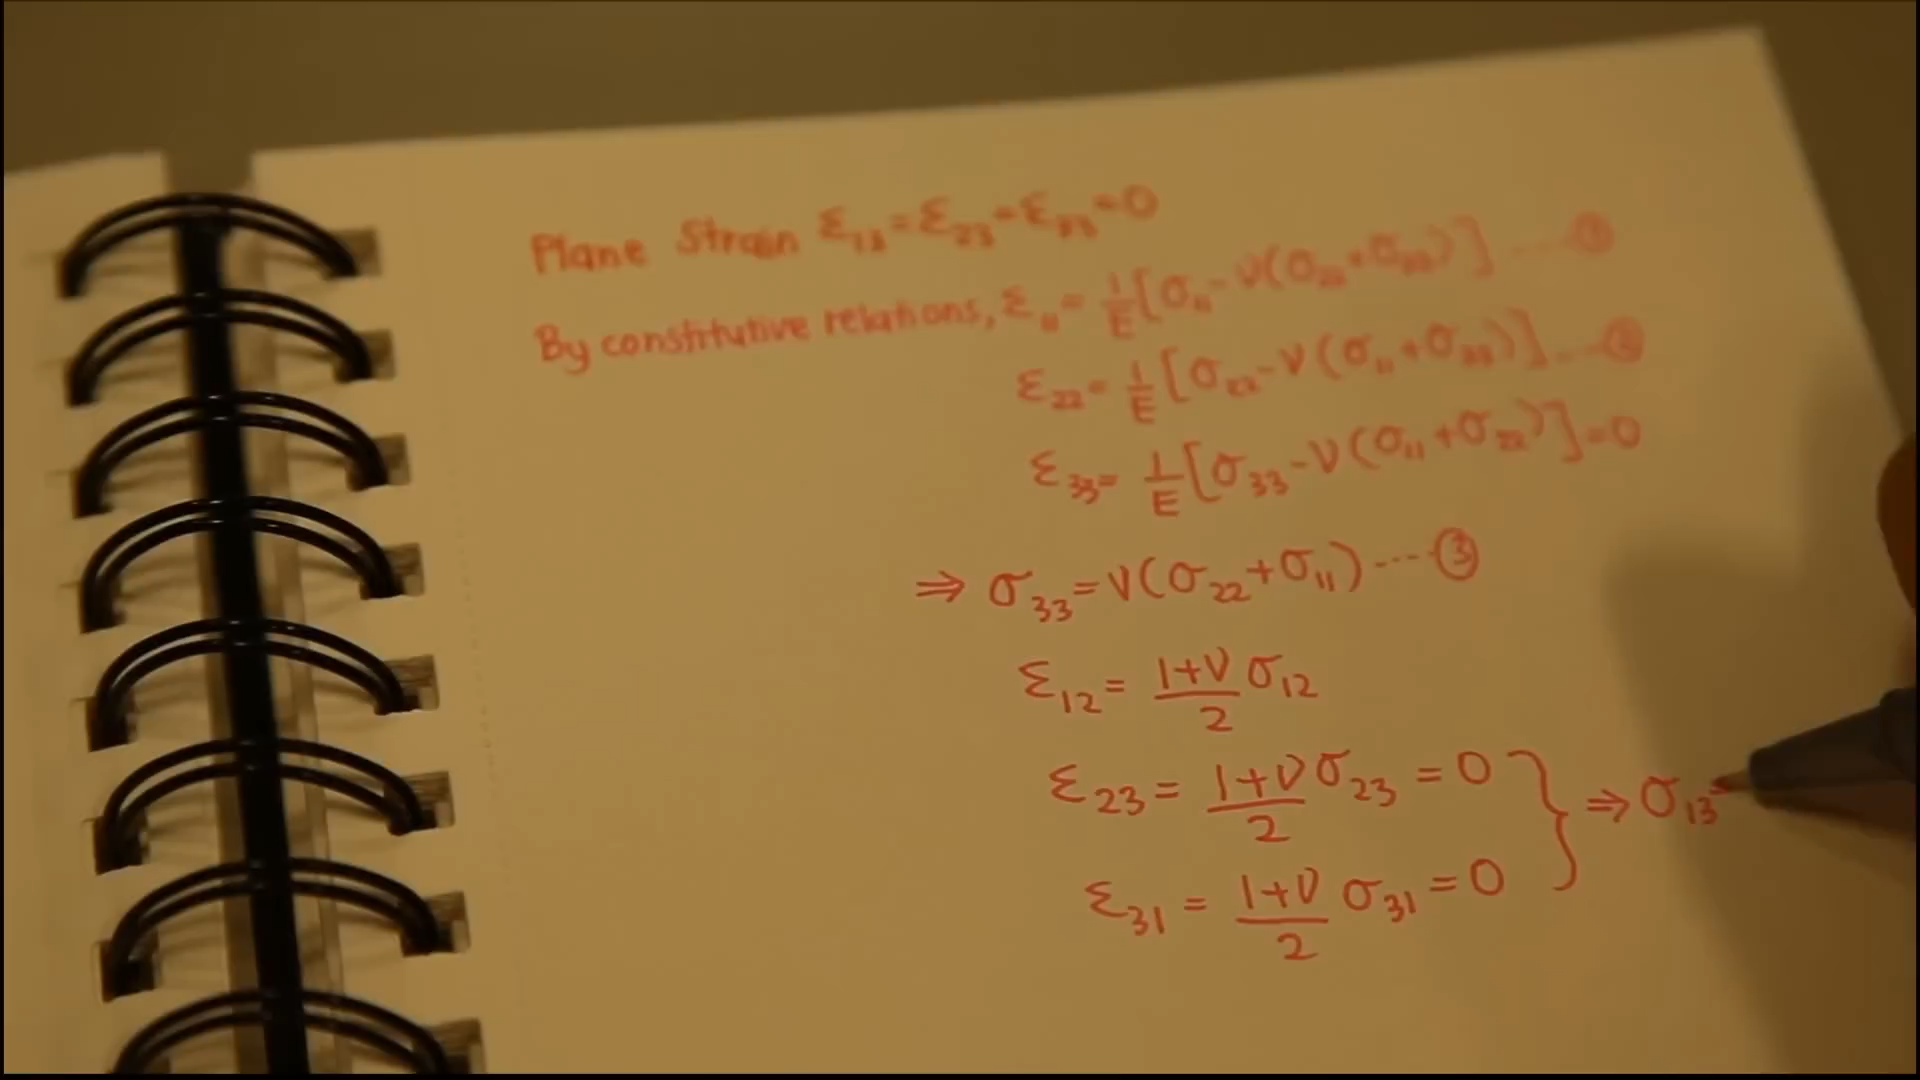 Plane Strain ε₁₃=ε₂₃=ε₃₃=0
By constitutive relations, ε₁₁= 1/E[σ₁₁-ν(σ₂₂+σ₃₃)] ----①
ε₂₂= 1/E[σ₂₂-ν(σ₁₁+σ₃₃)] ----②
ε₃₃= 1/E[σ₃₃-ν(σ₁₁+σ₂₂)]=0
⇒ σ₃₃=ν(σ₂₂+σ₁₁) ----③
ε₁₂= (1+ν)/2 σ₁₂
ε₂₃= (1+ν)/2 σ₂₃ =0
⇒ σ₁₃=
ε₃₁ = (1+ν)/2 σ₃₁ =0